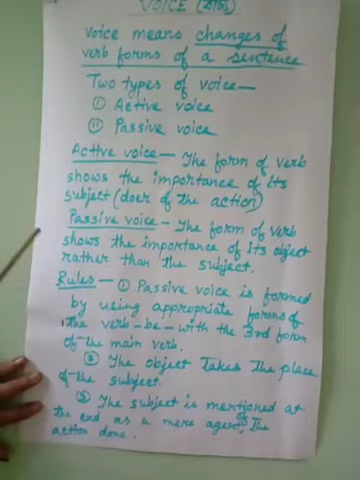 VOICE (বাচ্য)
voice means changes of
verb forms of a sentence
Two types of voice—
(i) Active voice
(ii) Passive voice
Active voice— The form of verb
shows the importance of its
subject (doer of the action)
Passive voice— The form of verb
shows the importance of its object
rather than the subject.
Rules— (1) Passive voice is formed
by using appropriate forms of
the verb-be-with the 3rd form
of the main verb.
(2) The object takes the place
of the subject.
(3) The subject is mentioned at
the end as a mere agent of the
action done.